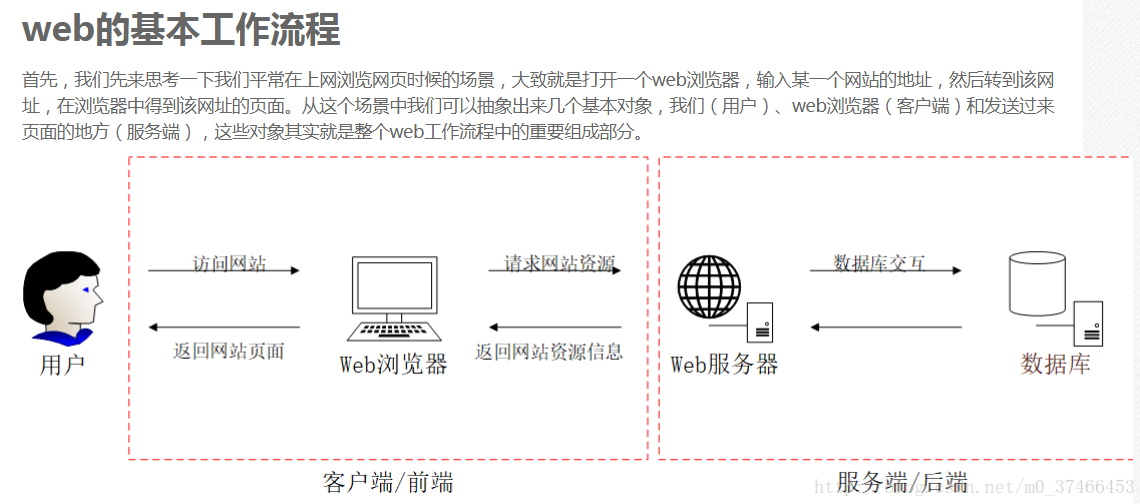 web的基本工作流程
首先，我们先来思考一下我们平常在上网浏览网页时候的场景，大致就是打开一个web浏览器，输入某一个网站的地址，然后转到该网
址，在浏览器中得到该网址的页面。从这个场景中我们可以抽象出来几个基本对象，我们（用户）、web浏览器（客户端）和发送过来
页面的地方（服务端），这些对象其实就是整个web工作流程中的重要组成部分。
访问网站
请求网站资源
数据库交互
返回网站页面
返回网站资源信息
用户
Web浏览器
Web服务器
数据库
客户端/前端
服务端/后端
m0_37466453